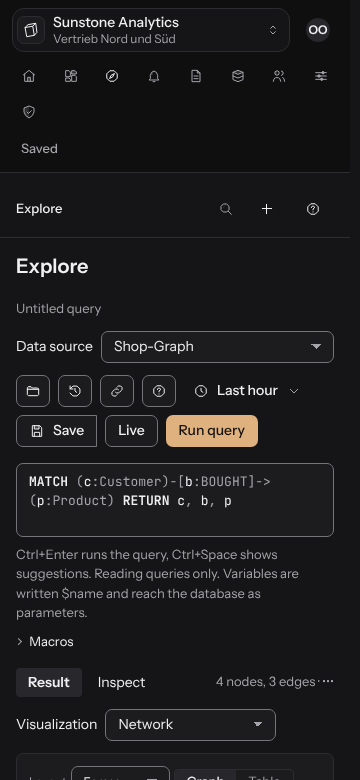 Sunstone Analytics
Vertrieb Nord und Süd
OO
Saved
Explore
Explore
Untitled query
Data source Shop-Graph
Last hour
Save Live Run query
MATCH (c:Customer)-[b:BOUGHT]->
(p:Product) RETURN c, b, p
Ctrl+Enter runs the query, Ctrl+Space shows
suggestions. Reading queries only. Variables are
written $name and reach the database as
parameters.
Macros
Result Inspect 4 nodes, 3 edges · ···
Visualization Network
Graph Table